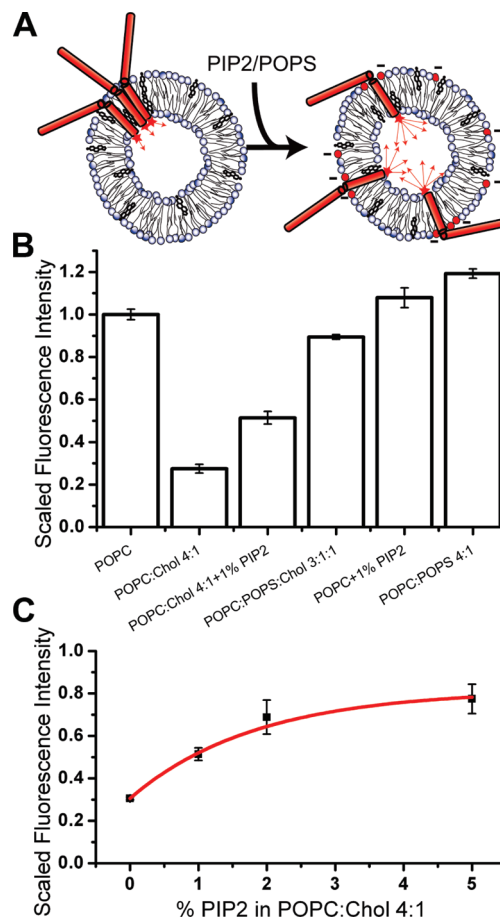 A
PIP2/POPS
B
Scaled Fluorescence Intensity
1.2
1.0
0.8
0.6
0.4
0.2
0.0
POPC
POPC:Chol 4:1
POPC:Chol 4:1+1% PIP2
POPC:POPS:Chol 3:1:1
POPC+1% PIP2
POPC:POPS 4:1
C
Scaled Fluorescence Intensity
1.0
0.8
0.6
0.4
0.2
0.0
0 1 2 3 4 5
% PIP2 in POPC:Chol 4:1